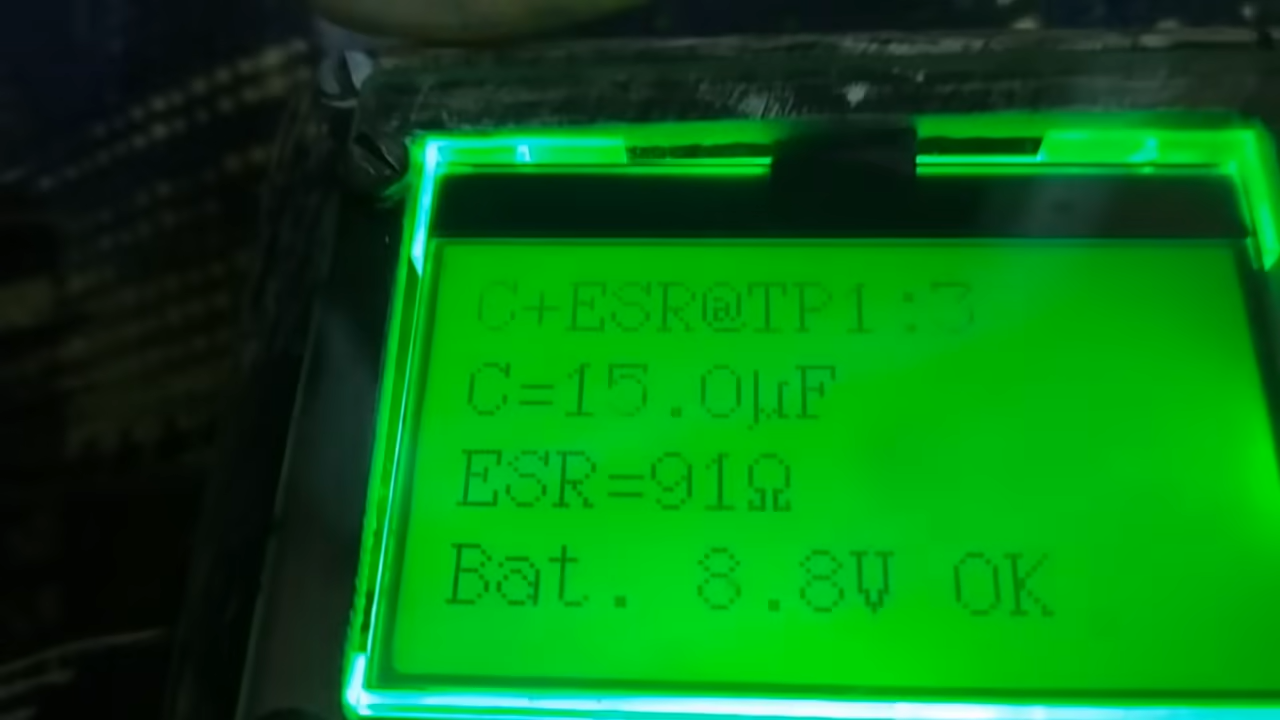 C+ESR@TP1:3
C=15.0µF
ESR=91Ω
Bat. 8.8V OK